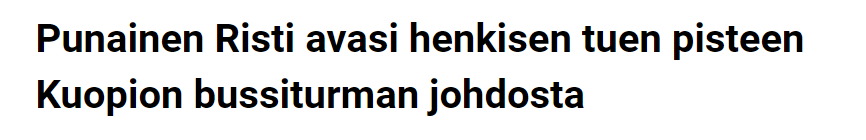 Punainen Risti avasi henkisen tuen pisteen
Kuopion bussiturman johdosta